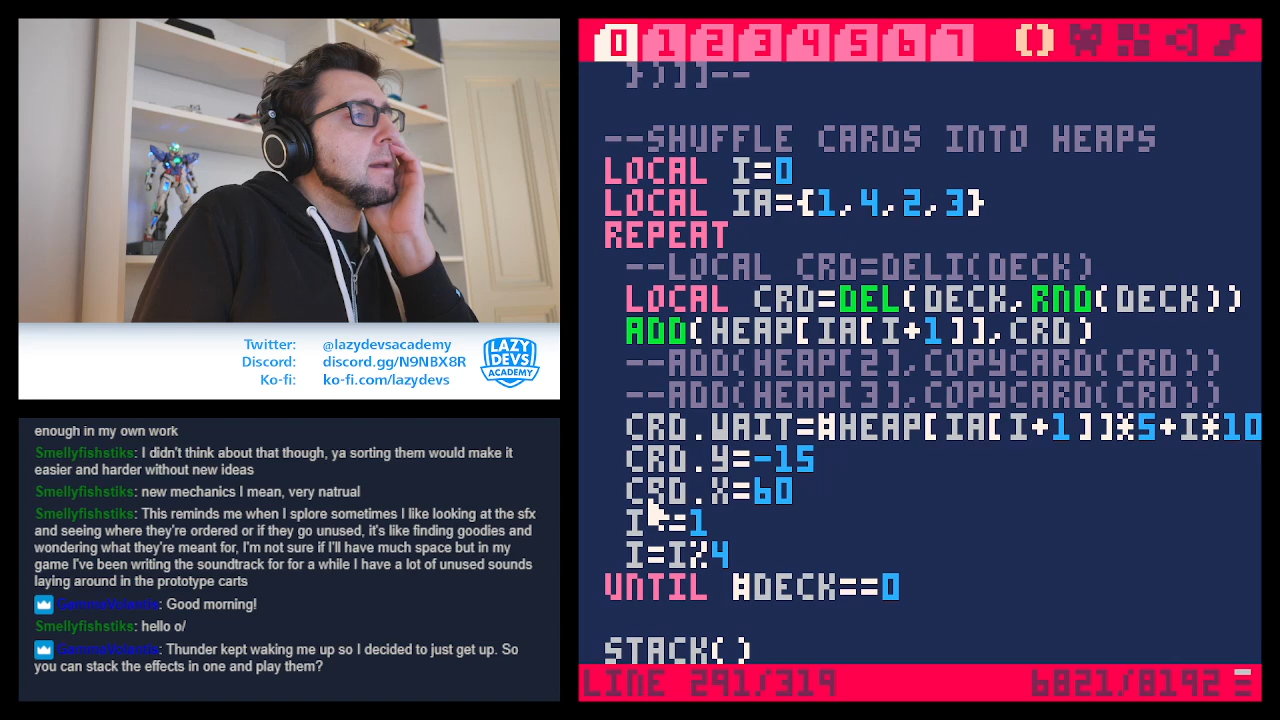 Twitter: @lazydevsacademy
Discord: discord.gg/N9NBX8R
Ko-fi: ko-fi.com/lazydevs
LAZY
DEVS
ACADEMY
enough in my own work
Smellyfishstiks: I didn't think about that though, ya sorting them would make it
easier and harder without new ideas
Smellyfishstiks: new mechanics I mean, very natrual
Smellyfishstiks: This reminds me when I splore sometimes I like looking at the sfx
and seeing where they're ordered or if they go unused, it's like finding goodies and
wondering what they're meant for, I'm not sure if I'll have much space but in my
game I've been writing the soundtrack for for a while I have a lot of unused sounds
laying around in the prototype carts
GammaVolantis: Good morning!
Smellyfishstiks: hello o/
GammaVolantis: Thunder kept waking me up so I decided to just get up. So
you can stack the effects in one and play them?
0 1 2 3 4 5 6 7 ()
})]]--
--SHUFFLE CARDS INTO HEAPS
LOCAL I=0
LOCAL IA={1,4,2,3}
REPEAT
--LOCAL CRD=DELI(DECK)
LOCAL CRD=DEL(DECK,RND(DECK))
ADD(HEAP[IA[I+1]],CRD)
--ADD(HEAP[2],COPYCARD(CRD))
--ADD(HEAP[3],COPYCARD(CRD))
CRD.WAIT=#HEAP[IA[I+1]]*5+I*10
CRD.Y=-15
CRD.X=60
I+=1
I=I%4
UNTIL #DECK==0
STACK()
LINE 291/319 6821/8192